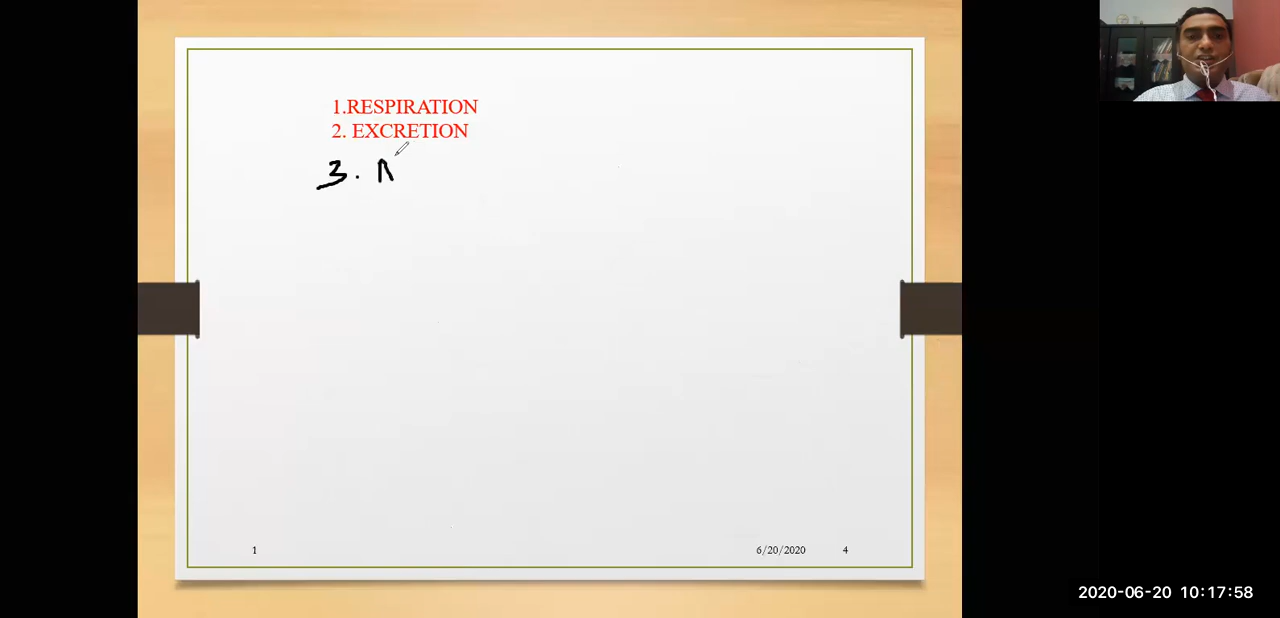 1.RESPIRATION
2. EXCRETION
3.
1
6/20/2020
4
2020-06-20 10:17:58